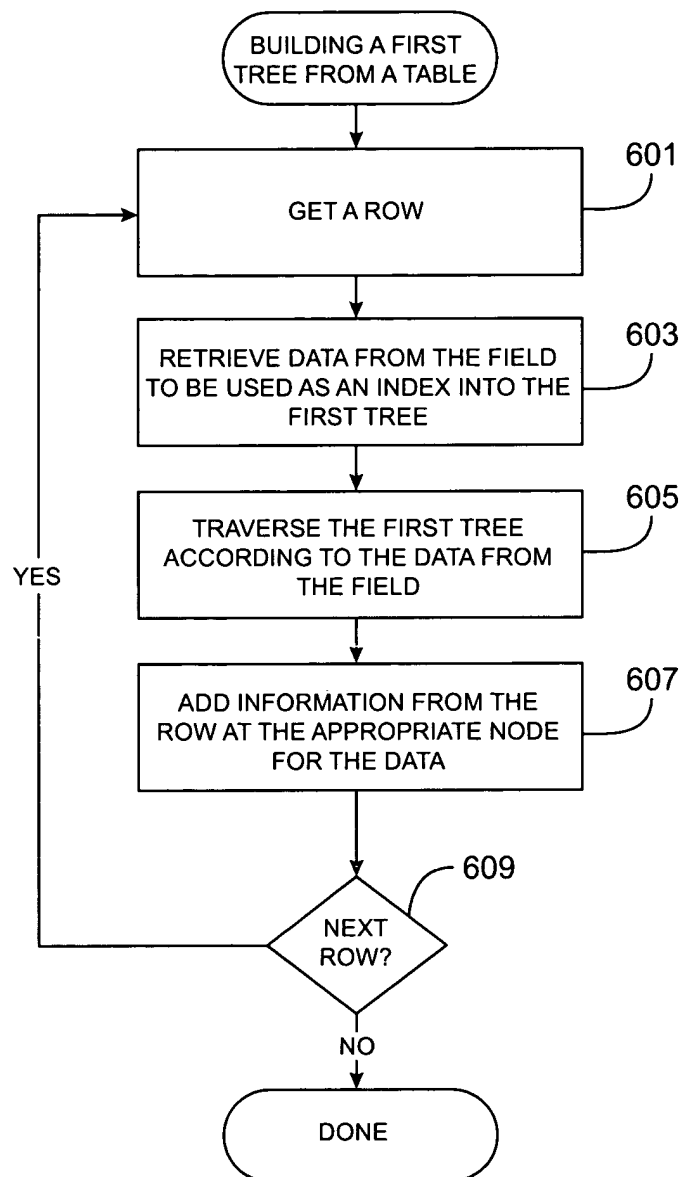 BUILDING A FIRST
TREE FROM A TABLE
601
GET A ROW
603
RETRIEVE DATA FROM THE FIELD
TO BE USED AS AN INDEX INTO THE
FIRST TREE
605
TRAVERSE THE FIRST TREE
ACCORDING TO THE DATA FROM
THE FIELD
YES
607
ADD INFORMATION FROM THE
ROW AT THE APPROPRIATE NODE
FOR THE DATA
609
NEXT
ROW?
NO
DONE